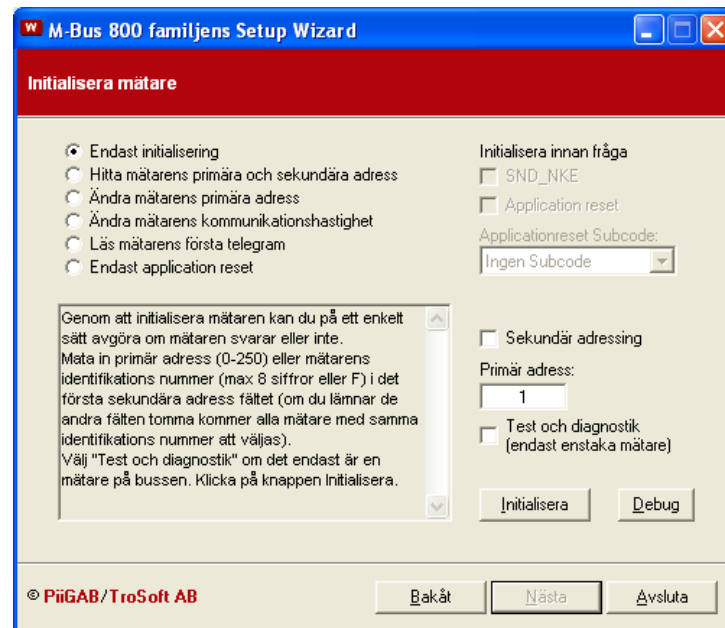 M-Bus 800 familjens Setup Wizard
Initialisera mätare
Endast initialisering
Hitta mätarens primära och sekundära adress
Ändra mätarens primära adress
Ändra mätarens kommunikationshastighet
Läs mätarens första telegram
Endast application reset
Initialisera innan fråga
SND_NKE
Application reset
Applicationreset Subcode:
Ingen Subcode
Genom att initialisera mätaren kan du på ett enkelt
sätt avgöra om mätaren svarar eller inte.
Mata in primär adress (0-250) eller mätarens
identifikations nummer (max 8 siffror eller F) i det
första sekundära adress fältet (om du lämnar de
andra fälten tomma kommer alla mätare med samma
identifikations nummer att väljas).
Välj "Test och diagnostik" om det endast är en
mätare på bussen. Klicka på knappen Initialisera.
Sekundär adressing
Primär adress:
1
Test och diagnostik
(endast enstaka mätare)
Initialisera
Debug
© PiiGAB/TroSoft AB
Bakåt
Nästa
Avsluta